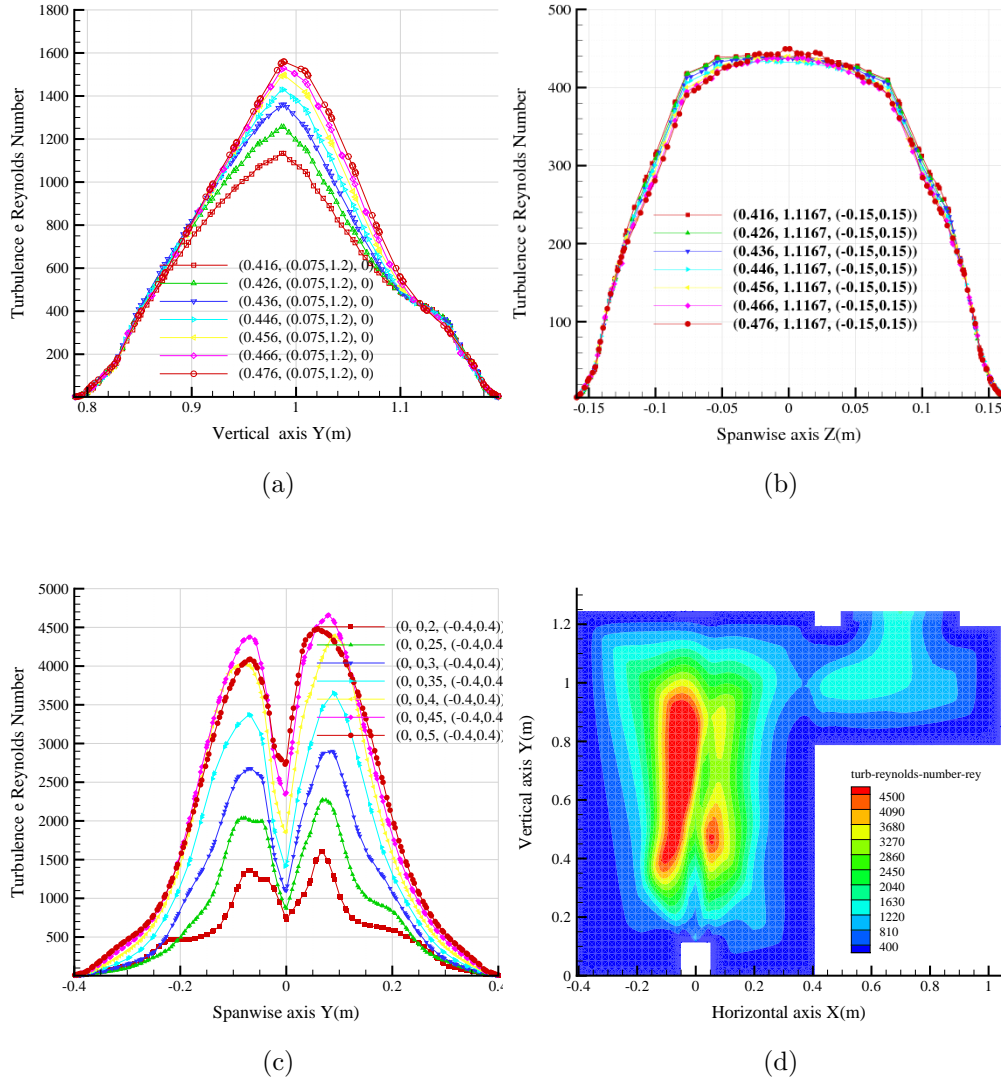 Turbulence e Reynolds Number
1800
1600
1400
1200
1000
800
600
400
200
0.8
0.9
1
1.1
Vertical axis Y(m)
(0.416, (0.075,1.2), 0)
(0.426, (0.075,1.2), 0)
(0.436, (0.075,1.2), 0)
(0.446, (0.075,1.2), 0)
(0.456, (0.075,1.2), 0)
(0.466, (0.075,1.2), 0)
(0.476, (0.075,1.2), 0)
(a)
Turbulence e Reynolds Number
500
400
300
200
100
-0.15
-0.1
-0.05
0
0.05
0.1
0.15
Spanwise axis Z(m)
(0.416, 1.1167, (-0.15,0.15))
(0.426, 1.1167, (-0.15,0.15))
(0.436, 1.1167, (-0.15,0.15))
(0.446, 1.1167, (-0.15,0.15))
(0.456, 1.1167, (-0.15,0.15))
(0.466, 1.1167, (-0.15,0.15))
(0.476, 1.1167, (-0.15,0.15))
(b)
Turbulence e Reynolds Number
5000
4500
4000
3500
3000
2500
2000
1500
1000
500
-0.4
-0.2
0
0.2
0.4
Spanwise axis Y(m)
(0, 0.2, (-0.4,0.4))
(0, 0.25, (-0.4,0.4
(0, 0.3, (-0.4,0.4))
(0, 0.35, (-0.4,0.4
(0, 0.4, (-0.4,0.4))
(0, 0.45, (-0.4,0.4
(0, 0.5, (-0.4,0.4))
(c)
Vertical axis Y(m)
1.2
1
0.8
0.6
0.4
0.2
0
-0.4
-0.2
0
0.2
0.4
0.6
0.8
1
Horizontal axis X(m)
turb-reynolds-number-rey
4500
4090
3680
3270
2860
2450
2040
1630
1220
810
400
(d)